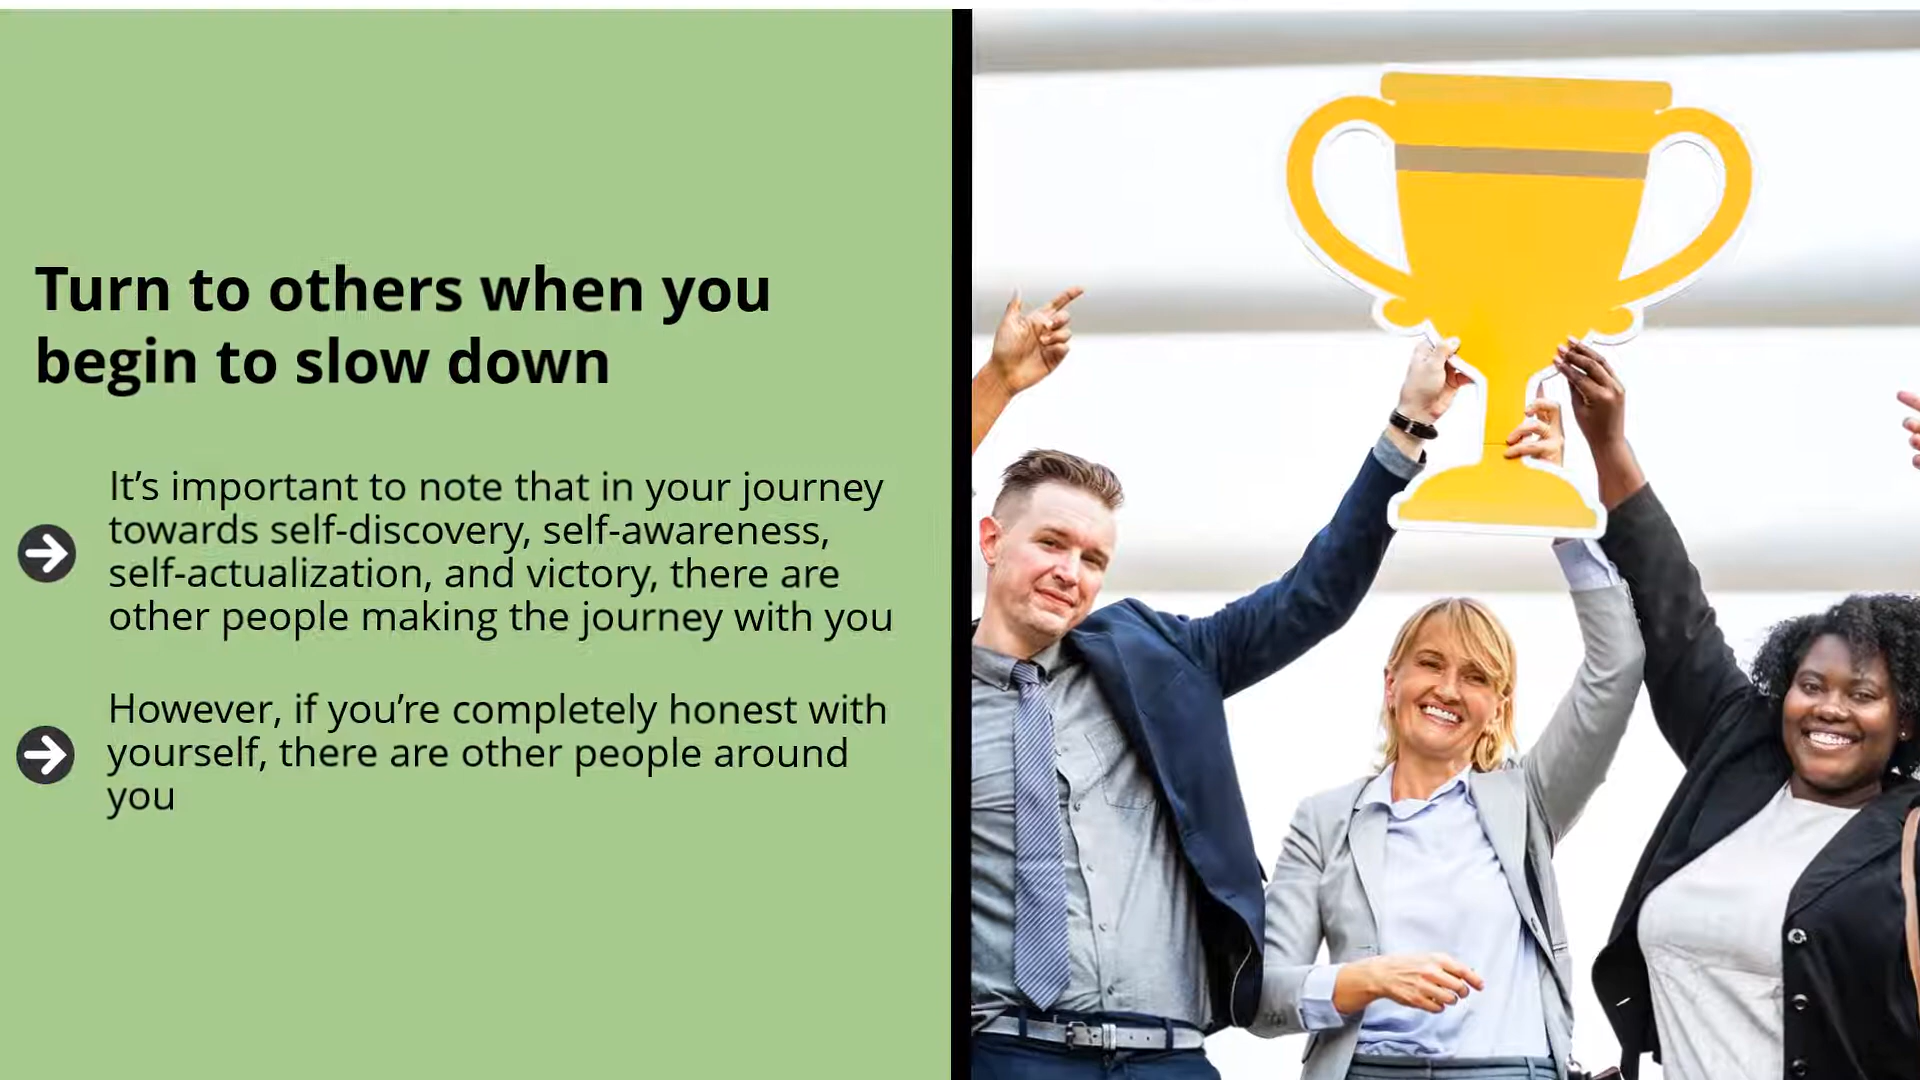 Turn to others when you
begin to slow down
It’s important to note that in your journey
towards self-discovery, self-awareness,
self-actualization, and victory, there are
other people making the journey with you
However, if you’re completely honest with
yourself, there are other people around
you